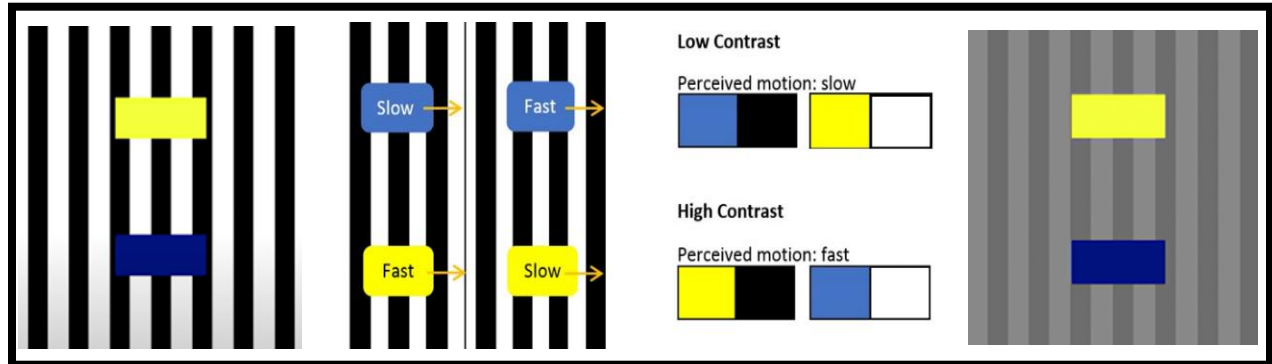 Slow
Fast
Fast
Slow
Low Contrast
Perceived motion: slow
High Contrast
Perceived motion: fast